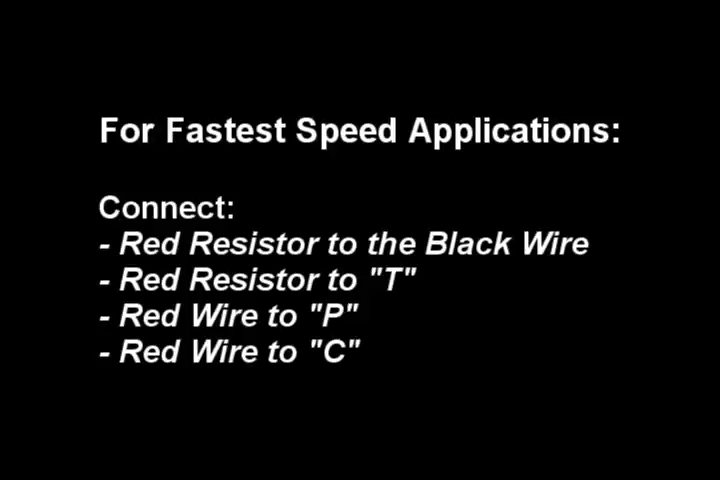 For Fastest Speed Applications:
Connect:
- Red Resistor to the Black Wire
- Red Resistor to "T"
- Red Wire to "P"
- Red Wire to "C"